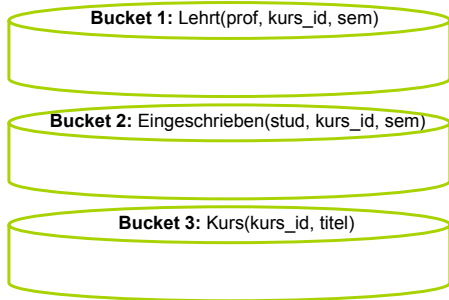 Bucket 1: Lehrt(prof, kurs_id, sem)
Bucket 2: Eingeschrieben(stud, kurs_id, sem)
Bucket 3: Kurs(kurs_id, titel)